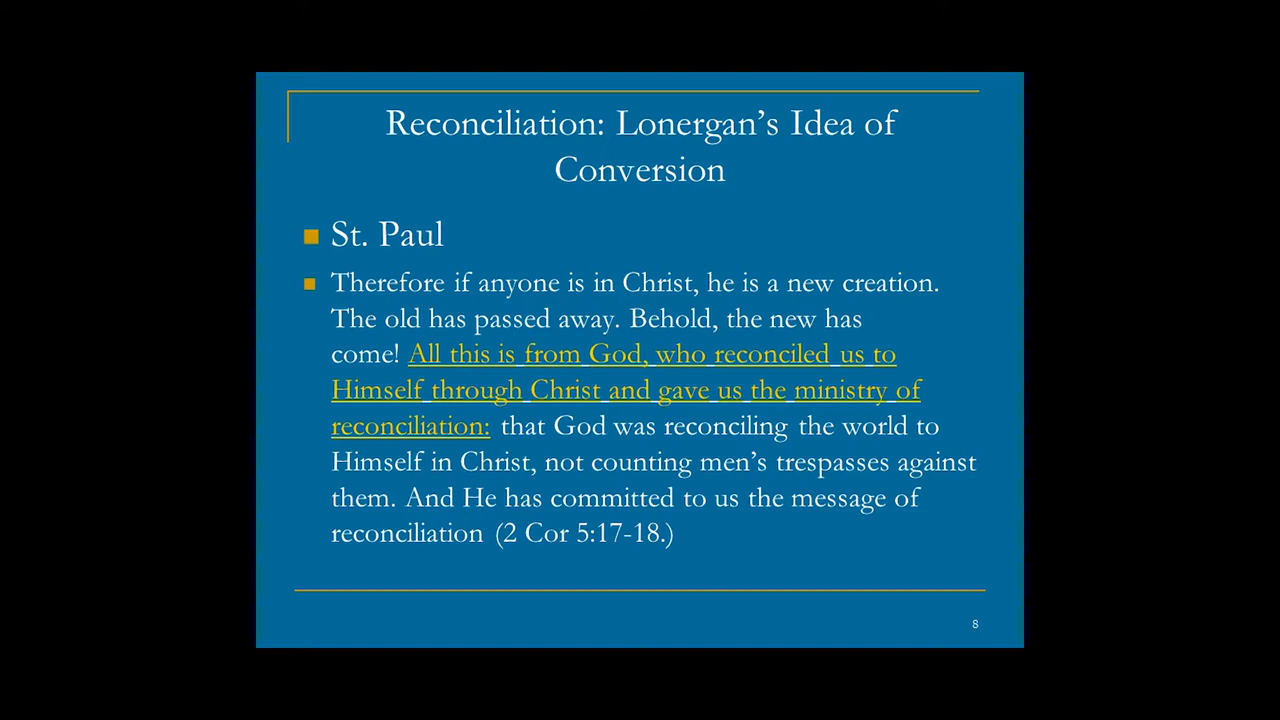 Reconciliation: Lonergan’s Idea of
Conversion
St. Paul
Therefore if anyone is in Christ, he is a new creation.
The old has passed away. Behold, the new has
come! All this is from God, who reconciled us to
Himself through Christ and gave us the ministry of
reconciliation: that God was reconciling the world to
Himself in Christ, not counting men’s trespasses against
them. And He has committed to us the message of
reconciliation (2 Cor 5:17-18.)
8